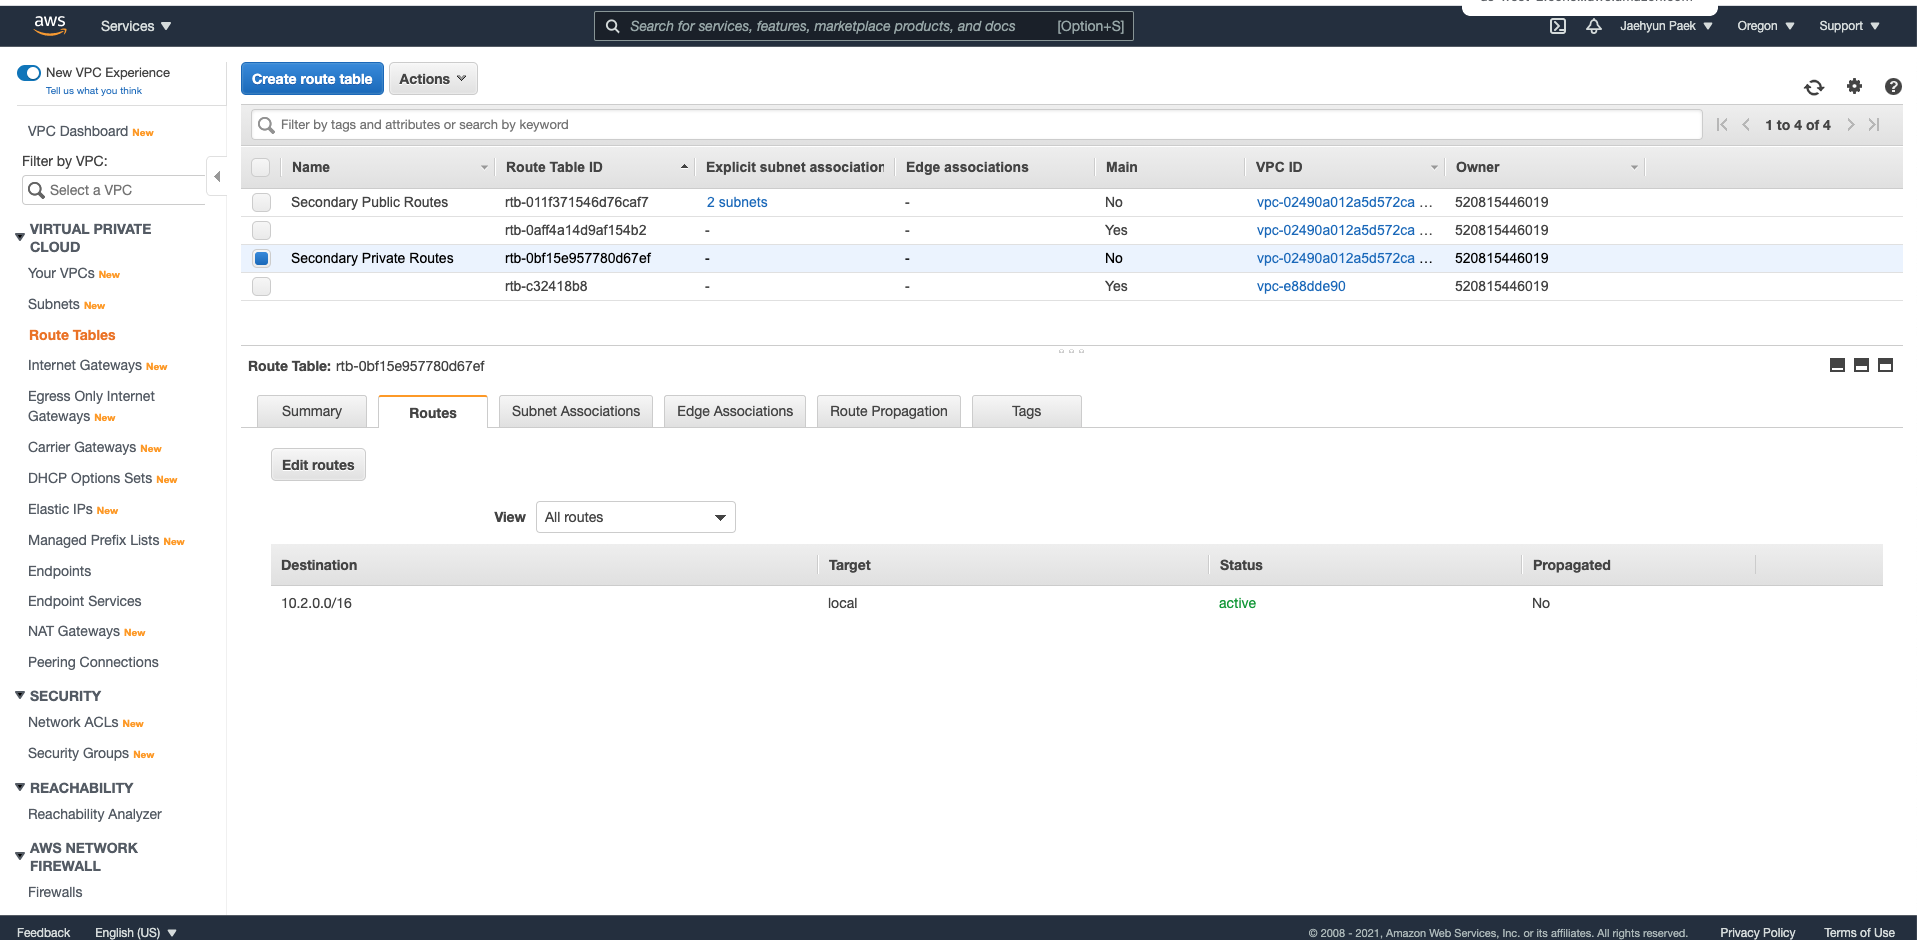 aws
Services
Search for services, features, marketplace products, and docs [Option+S]
Jaehyun Paek
Oregon
Support
New VPC Experience
Tell us what you think
VPC Dashboard New
Filter by VPC:
Select a VPC
VIRTUAL PRIVATE
CLOUD
Your VPCs New
Subnets New
Route Tables
Internet Gateways New
Egress Only Internet
Gateways New
Carrier Gateways New
DHCP Options Sets New
Elastic IPs New
Managed Prefix Lists New
Endpoints
Endpoint Services
NAT Gateways New
Peering Connections
SECURITY
Network ACLs New
Security Groups New
REACHABILITY
Reachability Analyzer
AWS NETWORK
FIREWALL
Firewalls
Create route table Actions
Filter by tags and attributes or search by keyword
1 to 4 of 4
Name Route Table ID Explicit subnet association Edge associations Main VPC ID Owner
Secondary Public Routes rtb-011f371546d76caf7 2 subnets - No vpc-02490a012a5d572ca ... 520815446019
rtb-0aff4a14d9af154b2 - - Yes vpc-02490a012a5d572ca ... 520815446019
Secondary Private Routes rtb-0bf15e957780d67ef - - No vpc-02490a012a5d572ca ... 520815446019
rtb-c32418b8 - - Yes vpc-e88dde90 520815446019
Route Table: rtb-0bf15e957780d67ef
Summary Routes Subnet Associations Edge Associations Route Propagation Tags
Edit routes
View All routes
Destination Target Status Propagated
10.2.0.0/16 local active No
Feedback English (US)
© 2008 - 2021, Amazon Web Services, Inc. or its affiliates. All rights reserved. Privacy Policy Terms of Use